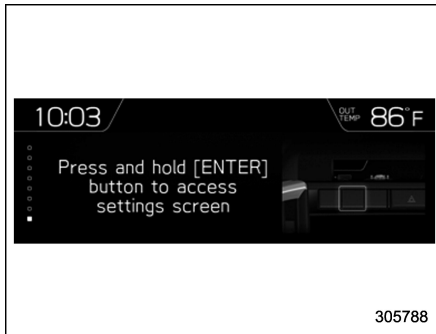 10:03
OUT
TEMP 86°F
Press and hold [ENTER]
button to access
settings screen
305788